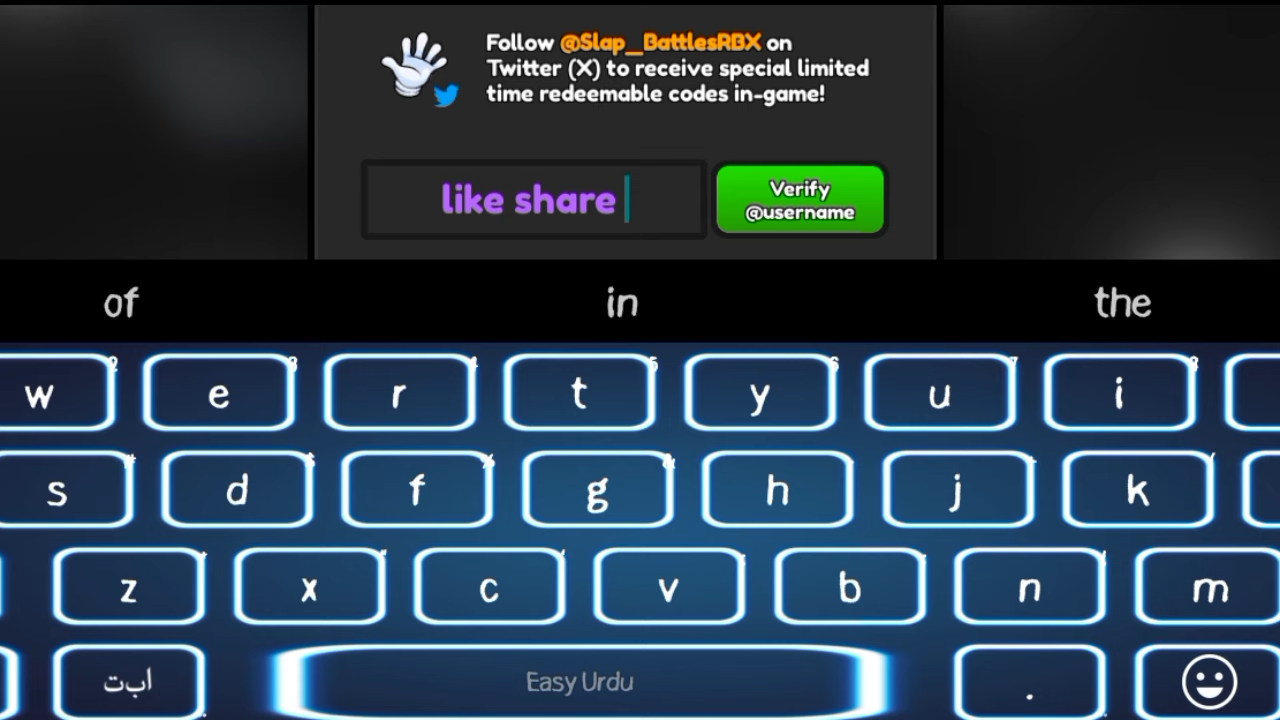 Follow @Slap_BattlesRBX on
Twitter (X) to receive special limited
time redeemable codes in-game!
like share
Verify
@username
of in the
w e r t y u i
s d f g h j k
z x c v b n m
ابت Easy Urdu .